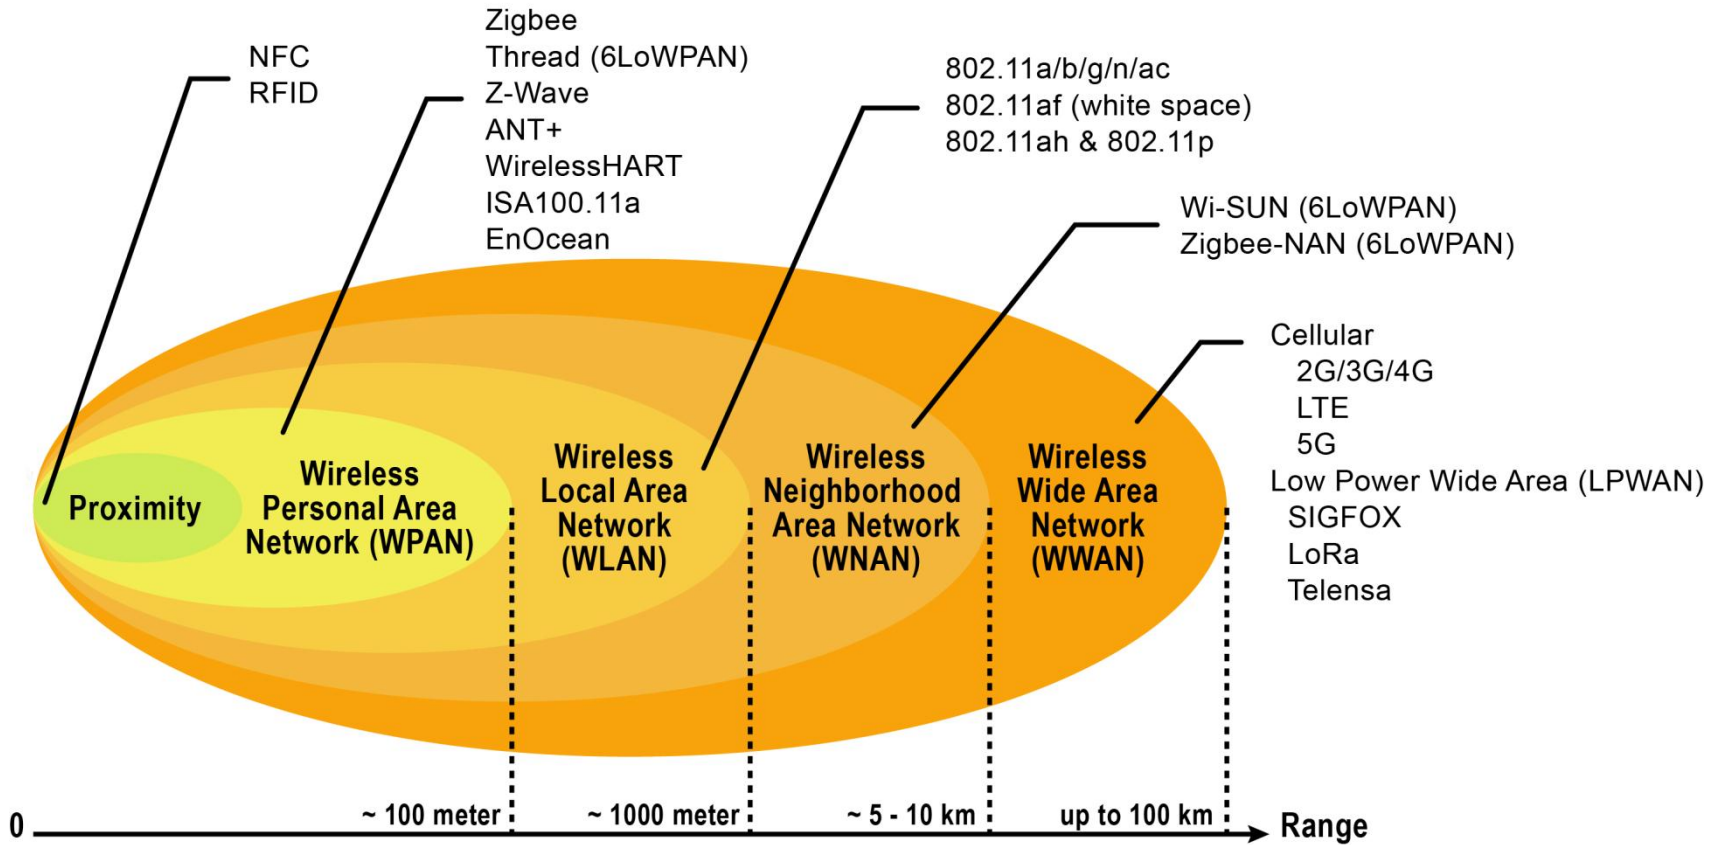 NFC
RFID
Zigbee
Thread (6LoWPAN)
Z-Wave
ANT+
WirelessHART
ISA100.11a
EnOcean
802.11a/b/g/n/ac
802.11af (white space)
802.11ah & 802.11p
Wi-SUN (6LoWPAN)
Zigbee-NAN (6LoWPAN)
Cellular
2G/3G/4G
LTE
5G
Low Power Wide Area (LPWAN)
SIGFOX
LoRa
Telensa
Proximity
Wireless
Personal Area
Network (WPAN)
Wireless
Local Area
Network
(WLAN)
Wireless
Neighborhood
Area Network
(WNAN)
Wireless
Wide Area
Network
(WWAN)
0
~ 100 meter
~ 1000 meter
~ 5 - 10 km
up to 100 km
Range